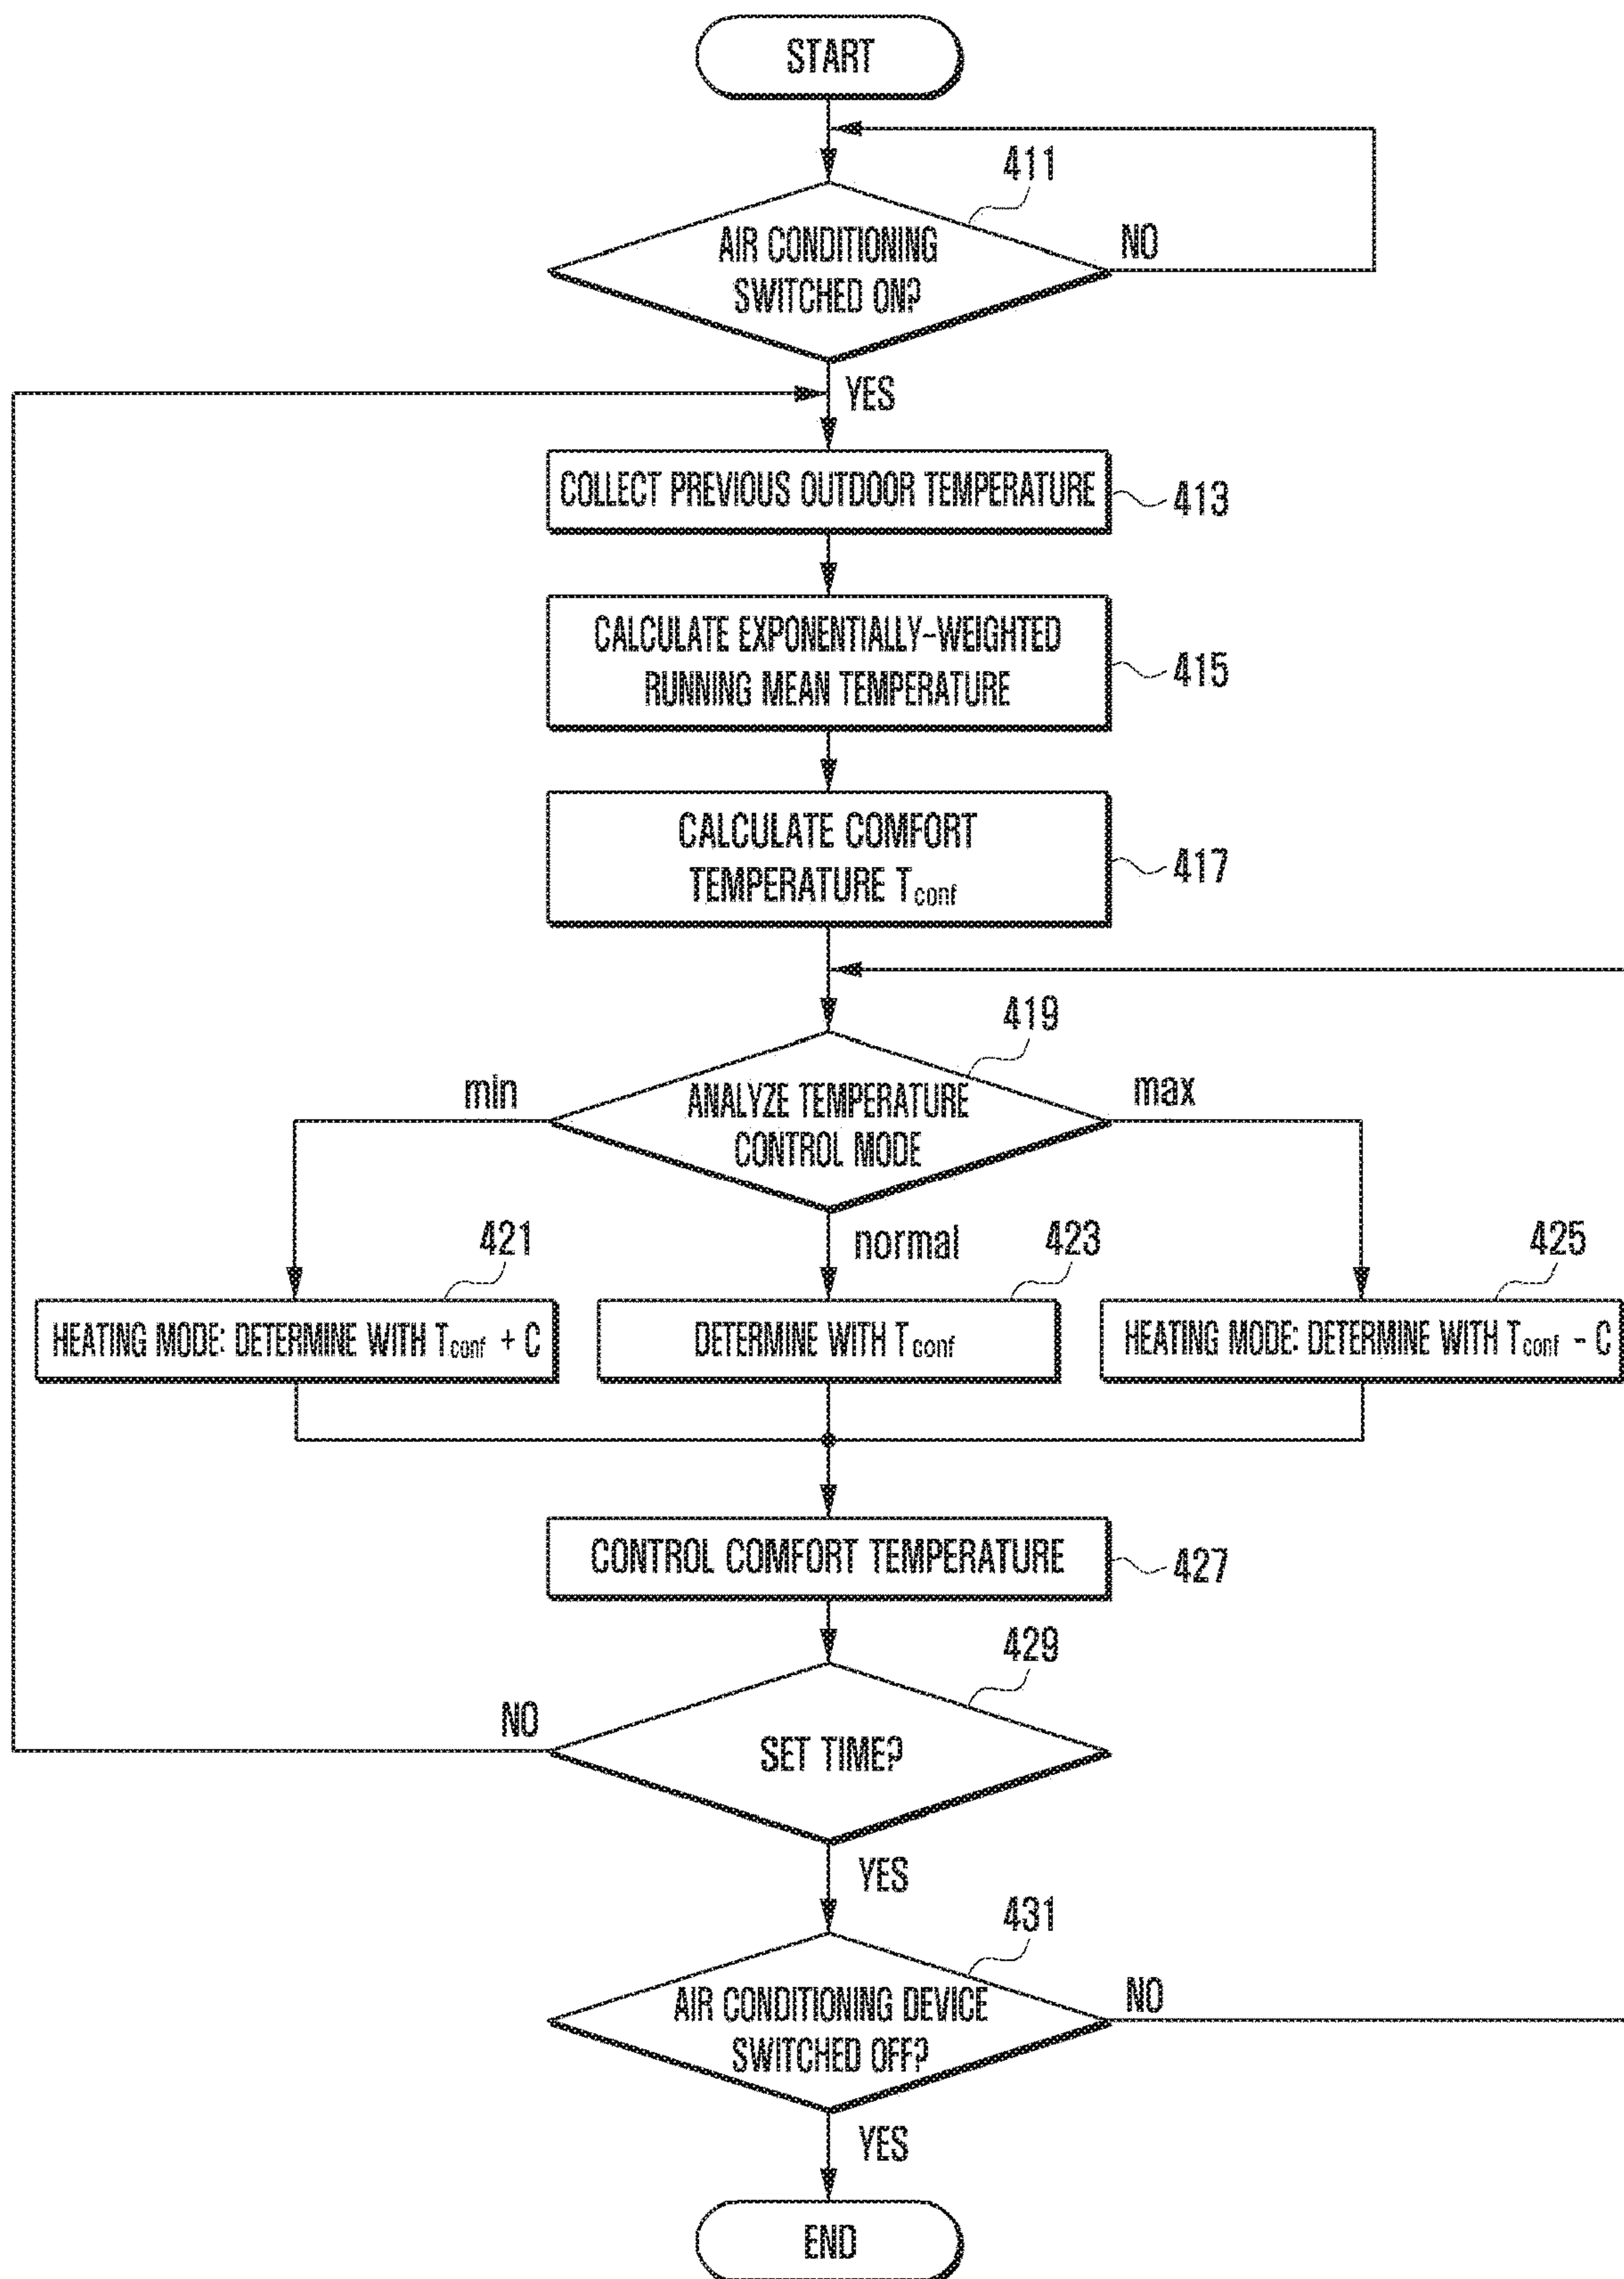 START
411
AIR CONDITIONING
SWITCHED ON?
NO
YES
COLLECT PREVIOUS OUTDOOR TEMPERATURE
413
CALCULATE EXPONENTIALLY-WEIGHTED
RUNNING MEAN TEMPERATURE
415
CALCULATE COMFORT
TEMPERATURE Tconf
417
419
min
ANALYZE TEMPERATURE
CONTROL MODE
max
normal
421
423
425
HEATING MODE: DETERMINE WITH Tconf + C
DETERMINE WITH Tconf
HEATING MODE: DETERMINE WITH Tconf - C
CONTROL COMFORT TEMPERATURE
427
429
NO
SET TIME?
YES
431
AIR CONDITIONING DEVICE
SWITCHED OFF?
NO
YES
END